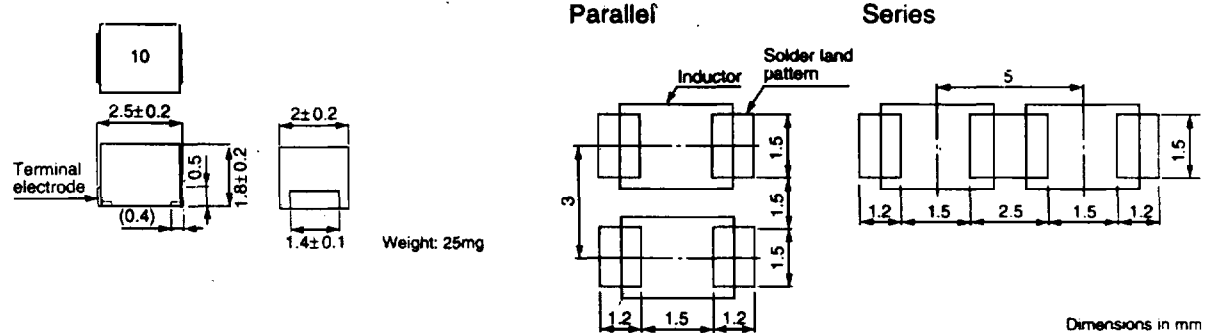 10
2.5±0.2
2±0.2
Terminal
electrode
0.5
1.8±0.2
(0.4)
1.4±0.1
Weight: 25mg
Parallel
Inductor
Solder land
pattern
1.5
3
1.5
1.5
1.2
1.5
1.2
Series
5
1.5
1.2
1.5
2.5
1.5
1.2
Dimensions in mm